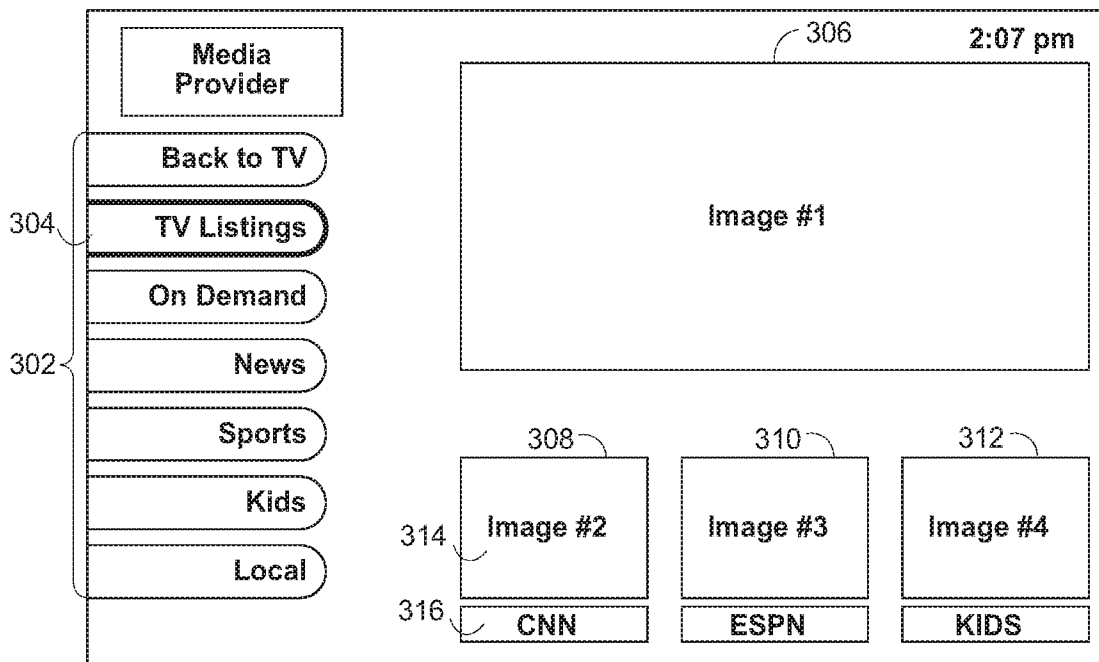 306
2:07 pm
Media
Provider
Back to TV
304
TV Listings
Image #1
On Demand
302
News
Sports
Kids
Local
308
310
312
Image #2
Image #3
Image #4
314
316
CNN
ESPN
KIDS